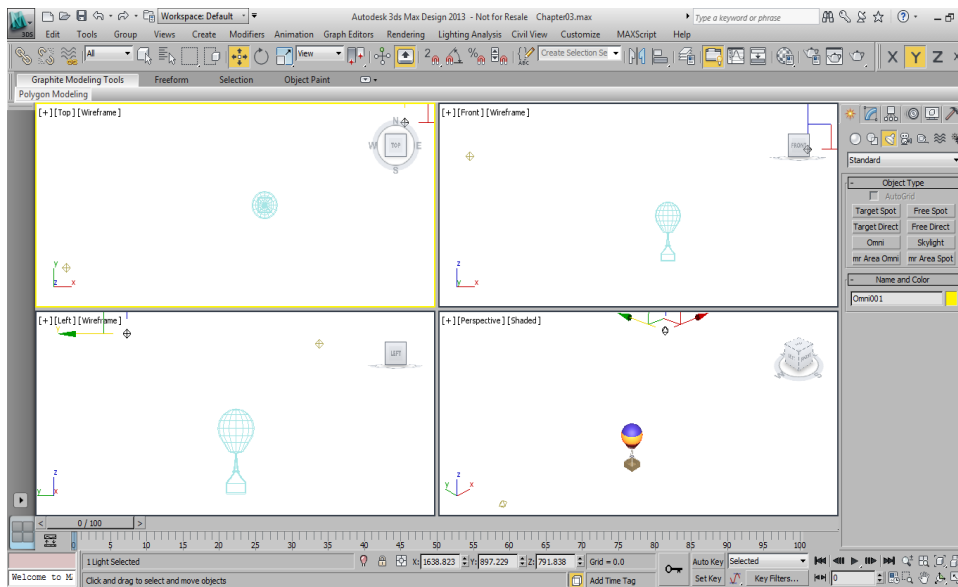 Workspace: Default
Autodesk 3ds Max Design 2013 - Not for Resale Chapter03.max
Type a keyword or phrase
3DS
Edit Tools Group Views Create Modifiers Animation Graph Editors Rendering Lighting Analysis Civil View Customize MAXScript Help
All View 2 % ABC Create Selection Se X Y Z
Graphite Modeling Tools Freeform Selection Object Paint
Polygon Modeling
[+] [Top] [Wireframe]
N
W TOP E
S
y
z x
[+] [Front] [Wireframe]
FRONT
z
y x
[+] [Left] [Wireframe]
LEFT
z
y x
[+] [Perspective] [Shaded]
z
y x
Standard
- Object Type
AutoGrid
Target Spot Free Spot
Target Direct Free Direct
Omni Skylight
mr Area Omni mr Area Spot
- Name and Color
Omni001
< 0 / 100 >
0 5 10 15 20 25 30 35 40 45 50 55 60 65 70 75 80 85 90 95 100
1 Light Selected X: 1638.823 Y: 897.229 Z: 791.838 Grid = 0.0 Auto Key Selected
Welcome to M Click and drag to select and move objects Add Time Tag Set Key Key Filters... 0